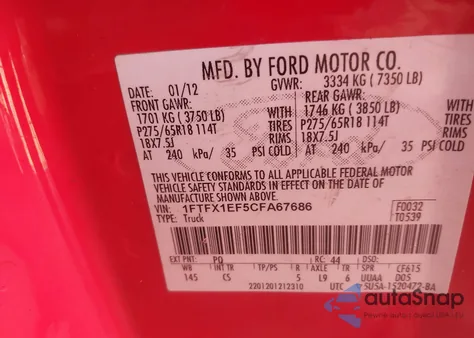 MFD. BY FORD MOTOR CO.
DATE: 01/12 GVWR: 3334 KG ( 7350 LB)
FRONT GAWR: REAR GAWR:
1701 KG ( 3750 LB) WITH 1746 KG ( 3850 LB) WITH
P275/65R18 114T TIRES P275/65R18 114T TIRES
18X7.5J RIMS 18X7.5J RIMS
AT 240 kPa/ 35 PSI COLD AT 240 kPa/ 35 PSI COLD
THIS VEHICLE CONFORMS TO ALL APPLICABLE FEDERAL MOTOR
VEHICLE SAFETY STANDARDS IN EFFECT ON THE DATE OF
MANUFACTURE SHOWN ABOVE.
VIN: 1FTFX1EF5CFA67686 F0032
TYPE: Truck T0539
EXT PNT: PQ RC: 44 DSO:
WB INT TR TP/PS R AXLE TR SPR CF615
145 CS 5 L9 6 UUAA D05
2201201212310 UTC 5USA-1520472-BA
autoSnap